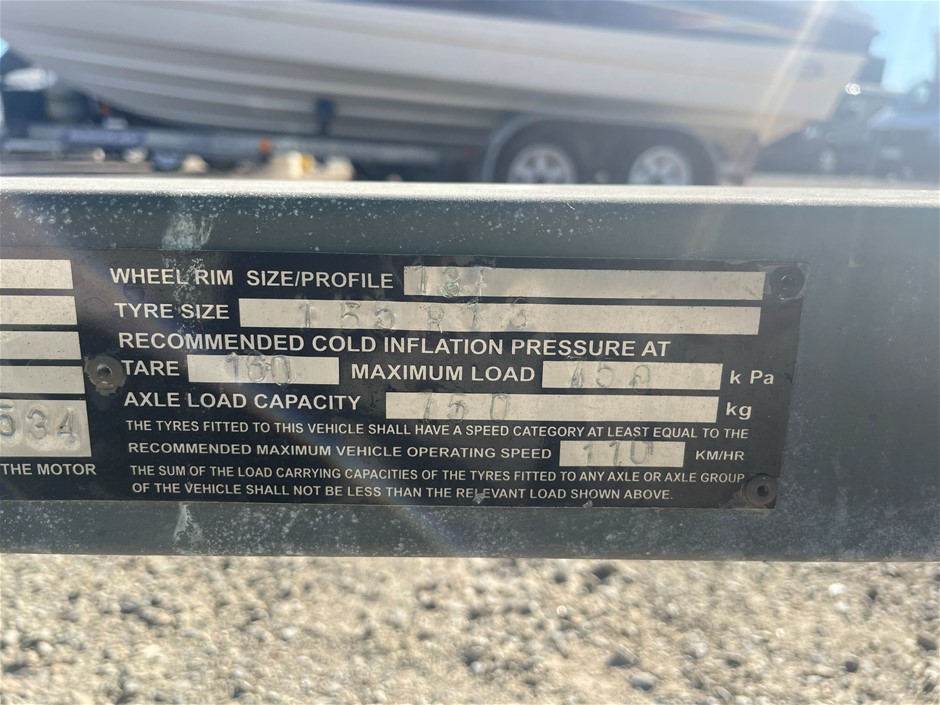 WHEEL RIM SIZE/PROFILE
TYRE SIZE 155R13
RECOMMENDED COLD INFLATION PRESSURE AT
TARE 160 MAXIMUM LOAD kPa
AXLE LOAD CAPACITY 750 kg
THE TYRES FITTED TO THIS VEHICLE SHALL HAVE A SPEED CATEGORY AT LEAST EQUAL TO THE
534 RECOMMENDED MAXIMUM VEHICLE OPERATING SPEED 110 KM/HR
THE MOTOR THE SUM OF THE LOAD CARRYING CAPACITIES OF THE TYRES FITTED TO ANY AXLE OR AXLE GROUP
OF THE VEHICLE SHALL NOT BE LESS THAN THE RELEVANT LOAD SHOWN ABOVE.